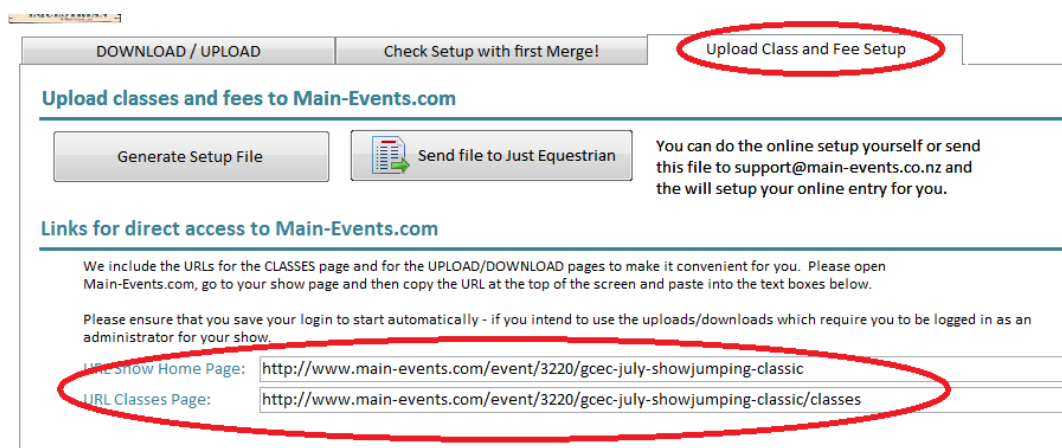 EQUESTRIAN
DOWNLOAD / UPLOAD
Check Setup with first Merge!
Upload Class and Fee Setup
Upload classes and fees to Main-Events.com
Generate Setup File
Send file to Just Equestrian
You can do the online setup yourself or send
this file to support@main-events.co.nz and
the will setup your online entry for you.
Links for direct access to Main-Events.com
We include the URLs for the CLASSES page and for the UPLOAD/DOWNLOAD pages to make it convenient for you. Please open
Main-Events.com, go to your show page and then copy the URL at the top of the screen and paste into the text boxes below.
Please ensure that you save your login to start automatically - if you intend to use the uploads/downloads which require you to be logged in as an
administrator for your show.
URL Show Home Page: http://www.main-events.com/event/3220/gcec-july-showjumping-classic
URL Classes Page: http://www.main-events.com/event/3220/gcec-july-showjumping-classic/classes